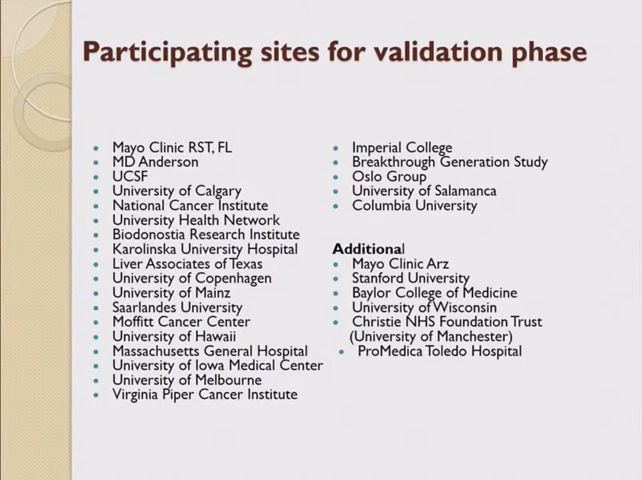 Participating sites for validation phase
Mayo Clinic RST, FL
MD Anderson
UCSF
University of Calgary
National Cancer Institute
University Health Network
Biodonostia Research Institute
Karolinska University Hospital
Liver Associates of Texas
University of Copenhagen
University of Mainz
Saarlandes University
Moffitt Cancer Center
University of Hawaii
Massachusetts General Hospital
University of Iowa Medical Center
University of Melbourne
Virginia Piper Cancer Institute
Imperial College
Breakthrough Generation Study
Oslo Group
University of Salamanca
Columbia University
Additional
Mayo Clinic Arz
Stanford University
Baylor College of Medicine
University of Wisconsin
Christie NHS Foundation Trust
(University of Manchester)
ProMedica Toledo Hospital